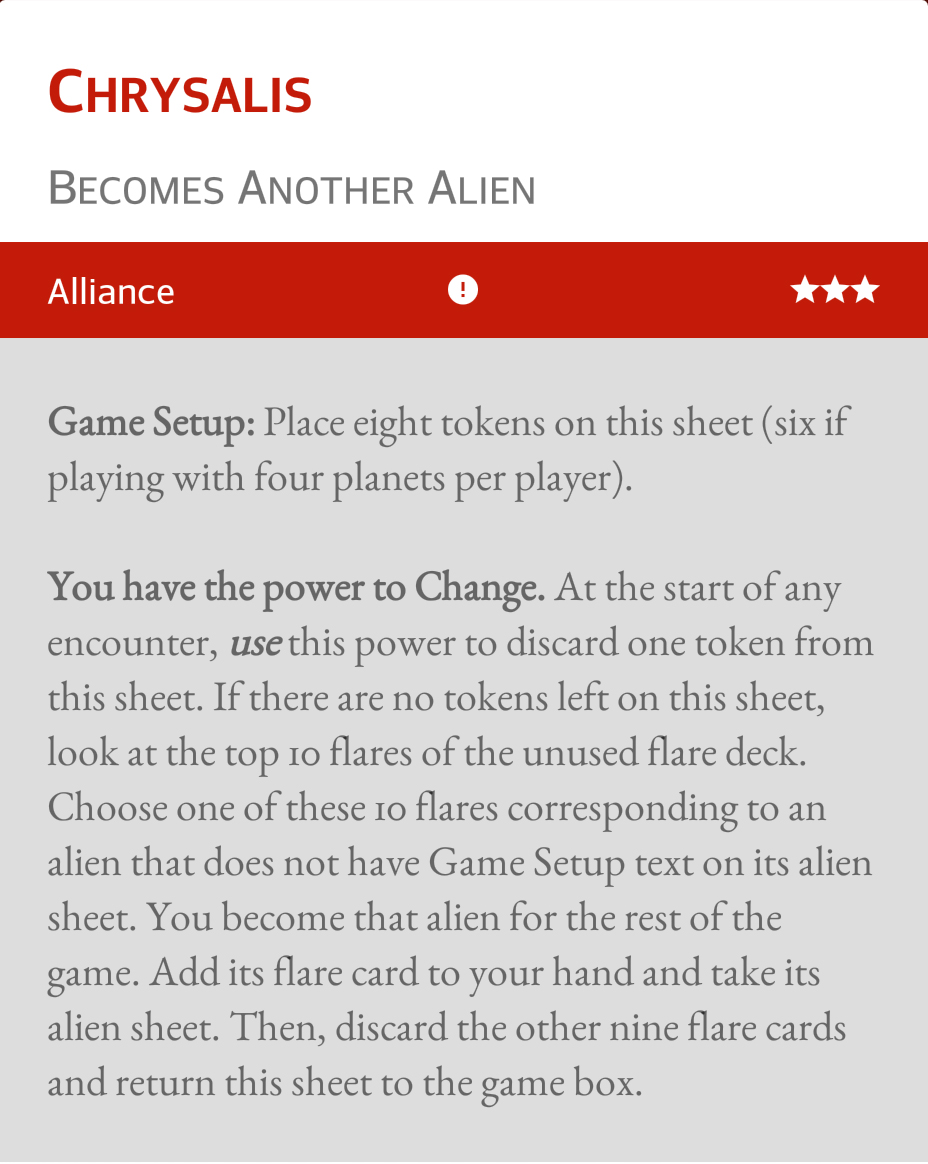 CHRYSALIS
BECOMES ANOTHER ALIEN
Alliance
Game Setup: Place eight tokens on this sheet (six if
playing with four planets per player).
You have the power to Change. At the start of any
encounter, use this power to discard one token from
this sheet. If there are no tokens left on this sheet,
look at the top 10 flares of the unused flare deck.
Choose one of these 10 flares corresponding to an
alien that does not have Game Setup text on its alien
sheet. You become that alien for the rest of the
game. Add its flare card to your hand and take its
alien sheet. Then, discard the other nine flare cards
and return this sheet to the game box.